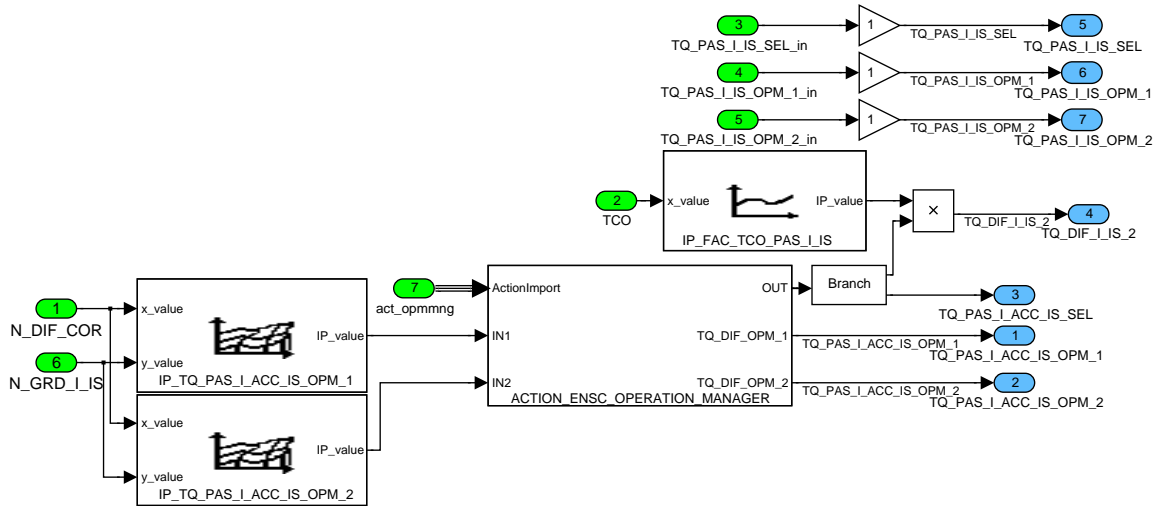 3
TQ_PAS_I_IS_SEL_in
1
TQ_PAS_I_IS_SEL
5
TQ_PAS_I_IS_SEL
4
TQ_PAS_I_IS_OPM_1_in
1
TQ_PAS_I_IS_OPM_1
6
TQ_PAS_I_IS_OPM_1
5
TQ_PAS_I_IS_OPM_2_in
1
TQ_PAS_I_IS_OPM_2
7
TQ_PAS_I_IS_OPM_2
2
TCO
x_value
IP_value
IP_FAC_TCO_PAS_I_IS
×
TQ_DIF_I_IS_2
4
TQ_DIF_I_IS_2
1
N_DIF_COR
6
N_GRD_I_IS
x_value
y_value
IP_value
IP_TQ_PAS_I_ACC_IS_OPM_1
x_value
y_value
IP_value
IP_TQ_PAS_I_ACC_IS_OPM_2
7
act_opmmng
ActionImport
IN1
IN2
OUT
TQ_DIF_OPM_1
TQ_DIF_OPM_2
ACTION_ENSC_OPERATION_MANAGER
Branch
3
TQ_PAS_I_ACC_IS_SEL
TQ_PAS_I_ACC_IS_OPM_1
1
TQ_PAS_I_ACC_IS_OPM_1
TQ_PAS_I_ACC_IS_OPM_2
2
TQ_PAS_I_ACC_IS_OPM_2